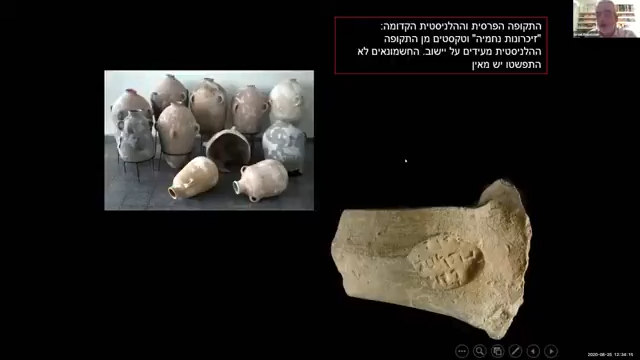 התקופה הפרסית וההלניסטית הקדומה:
"זיכרונות נחמיה" וטקסטים מן התקופה
ההלניסטית מעידים על יישוב. החשמונאים לא
התפשטו יש מאין